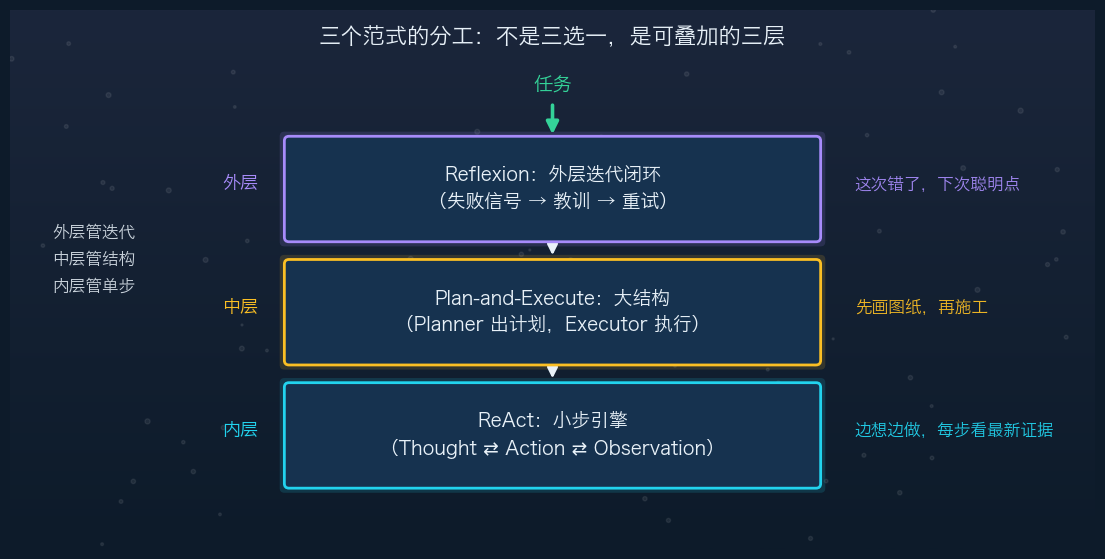 三个范式的分工：不是三选一，是可叠加的三层
任务
外层
Reflexion：外层迭代闭环
（失败信号 → 教训 → 重试）
这次错了，下次聪明点
外层管迭代
中层管结构
内层管单步
中层
Plan-and-Execute：大结构
（Planner 出计划，Executor 执行）
先画图纸，再施工
内层
ReAct：小步引擎
（Thought ⇄ Action ⇄ Observation）
边想边做，每步看最新证据